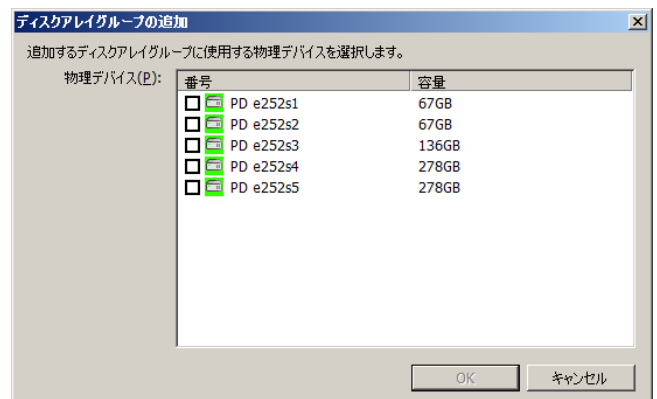 ディスクアレイグループの追加
追加するディスクアレイグループに使用する物理デバイスを選択します。
物理デバイス(P):
番号 容量
PD e252s1 67GB
PD e252s2 67GB
PD e252s3 136GB
PD e252s4 278GB
PD e252s5 278GB
OK キャンセル